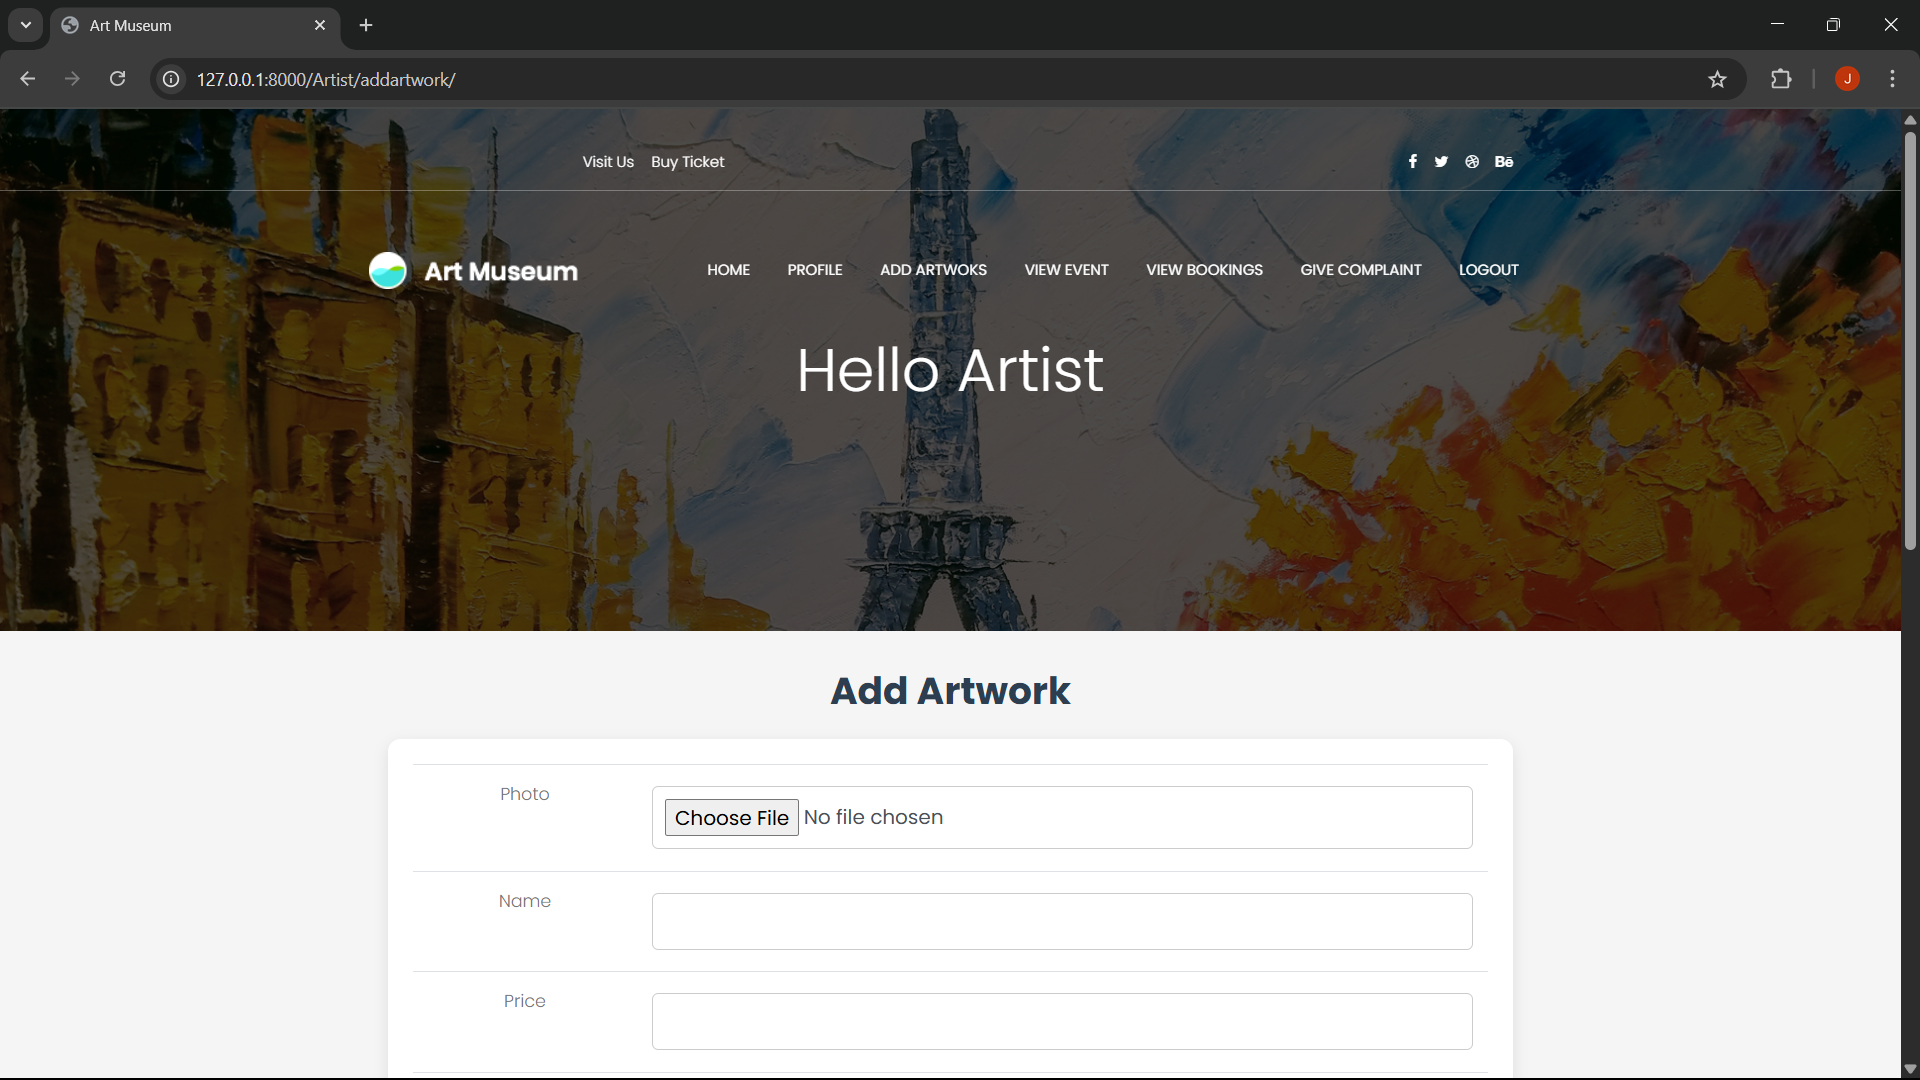 Art Museum
127.0.0.1:8000/Artist/addartwork/
J
Visit Us Buy Ticket
Art Museum HOME PROFILE ADD ARTWOKS VIEW EVENT VIEW BOOKINGS GIVE COMPLAINT LOGOUT
Hello Artist
Add Artwork
Photo Choose File No file chosen
Name
Price